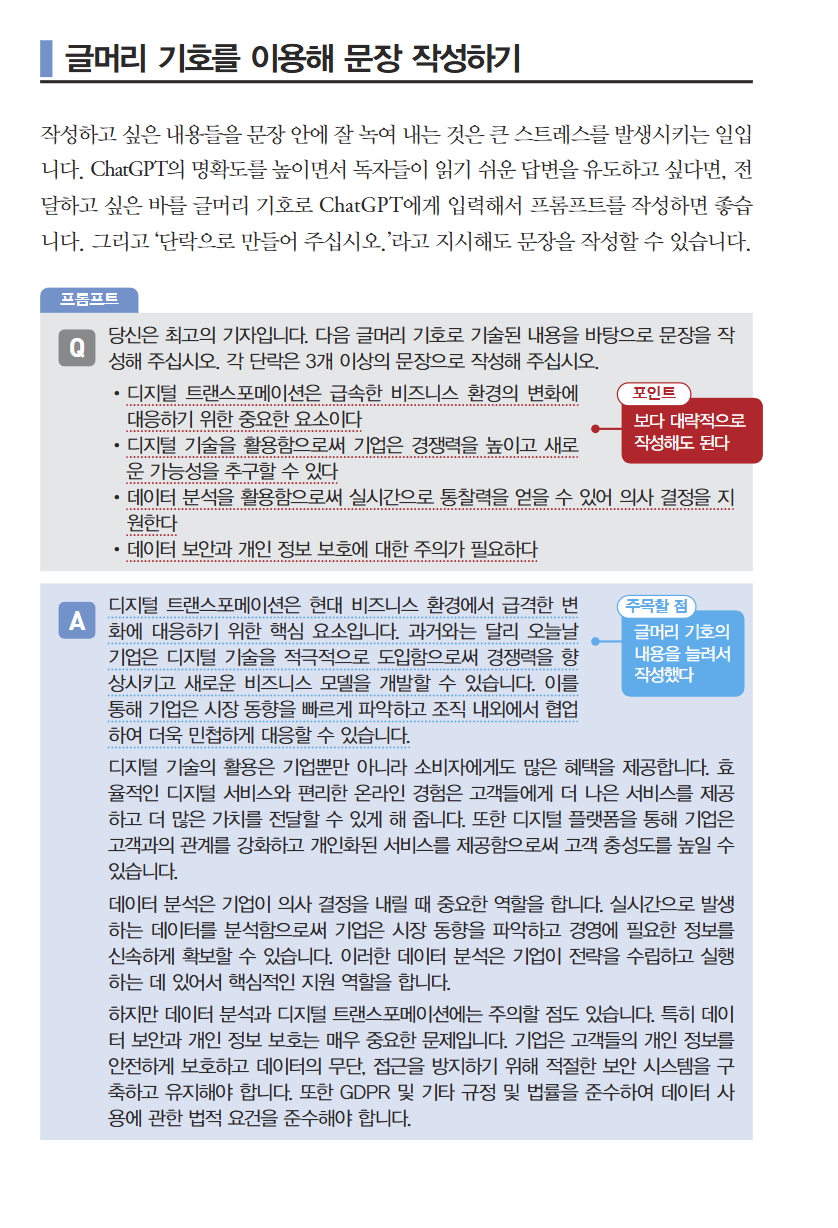 글머리 기호를 이용해 문장 작성하기
작성하고 싶은 내용들을 문장 안에 잘 녹여 내는 것은 큰 스트레스를 발생시키는 일입
니다. ChatGPT의 명확도를 높이면서 독자들이 읽기 쉬운 답변을 유도하고 싶다면, 전
달하고 싶은 바를 글머리 기호로 ChatGPT에게 입력해서 프롬프트를 작성하면 좋습
니다. 그리고 ‘단락으로 만들어 주십시오.’라고 지시해도 문장을 작성할 수 있습니다.
프롬프트
Q
당신은 최고의 기자입니다. 다음 글머리 기호로 기술된 내용을 바탕으로 문장을 작
성해 주십시오. 각 단락은 3개 이상의 문장으로 작성해 주십시오.
• 디지털 트랜스포메이션은 급속한 비즈니스 환경의 변화에
대응하기 위한 중요한 요소이다
• 디지털 기술을 활용함으로써 기업은 경쟁력을 높이고 새로
운 가능성을 추구할 수 있다
• 데이터 분석을 활용함으로써 실시간으로 통찰력을 얻을 수 있어 의사 결정을 지
원한다
• 데이터 보안과 개인 정보 보호에 대한 주의가 필요하다
포인트
보다 대략적으로
작성해도 된다
A
디지털 트랜스포메이션은 현대 비즈니스 환경에서 급격한 변
화에 대응하기 위한 핵심 요소입니다. 과거와는 달리 오늘날
기업은 디지털 기술을 적극적으로 도입함으로써 경쟁력을 향
상시키고 새로운 비즈니스 모델을 개발할 수 있습니다. 이를
통해 기업은 시장 동향을 빠르게 파악하고 조직 내외에서 협업
하여 더욱 민첩하게 대응할 수 있습니다.
주목할 점
글머리 기호의
내용을 늘려서
작성했다
디지털 기술의 활용은 기업뿐만 아니라 소비자에게도 많은 혜택을 제공합니다. 효
율적인 디지털 서비스와 편리한 온라인 경험은 고객들에게 더 나은 서비스를 제공
하고 더 많은 가치를 전달할 수 있게 해 줍니다. 또한 디지털 플랫폼을 통해 기업은
고객과의 관계를 강화하고 개인화된 서비스를 제공함으로써 고객 충성도를 높일 수
있습니다.
데이터 분석은 기업이 의사 결정을 내릴 때 중요한 역할을 합니다. 실시간으로 발생
하는 데이터를 분석함으로써 기업은 시장 동향을 파악하고 경영에 필요한 정보를
신속하게 확보할 수 있습니다. 이러한 데이터 분석은 기업이 전략을 수립하고 실행
하는 데 있어서 핵심적인 지원 역할을 합니다.
하지만 데이터 분석과 디지털 트랜스포메이션에는 주의할 점도 있습니다. 특히 데이
터 보안과 개인 정보 보호는 매우 중요한 문제입니다. 기업은 고객들의 개인 정보를
안전하게 보호하고 데이터의 무단, 접근을 방지하기 위해 적절한 보안 시스템을 구
축하고 유지해야 합니다. 또한 GDPR 및 기타 규정 및 법률을 준수하여 데이터 사
용에 관한 법적 요건을 준수해야 합니다.